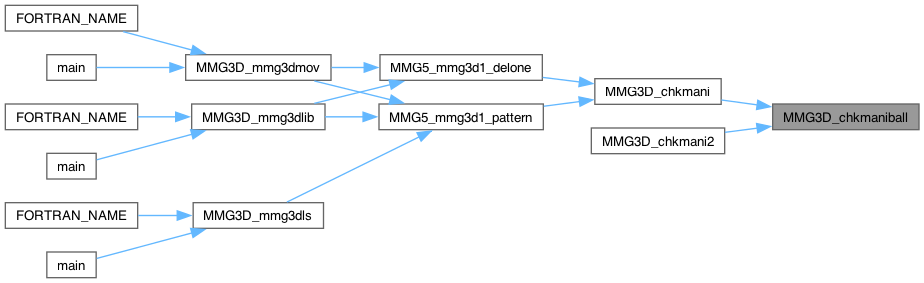 FORTRAN_NAME
main
MMG3D_mmg3dmov
MMG5_mmg3d1_delone
MMG3D_chkmani
FORTRAN_NAME
MMG3D_mmg3dlib
MMG5_mmg3d1_pattern
MMG3D_chkmaniball
MMG3D_chkmani2
main
FORTRAN_NAME
MMG3D_mmg3dls
main